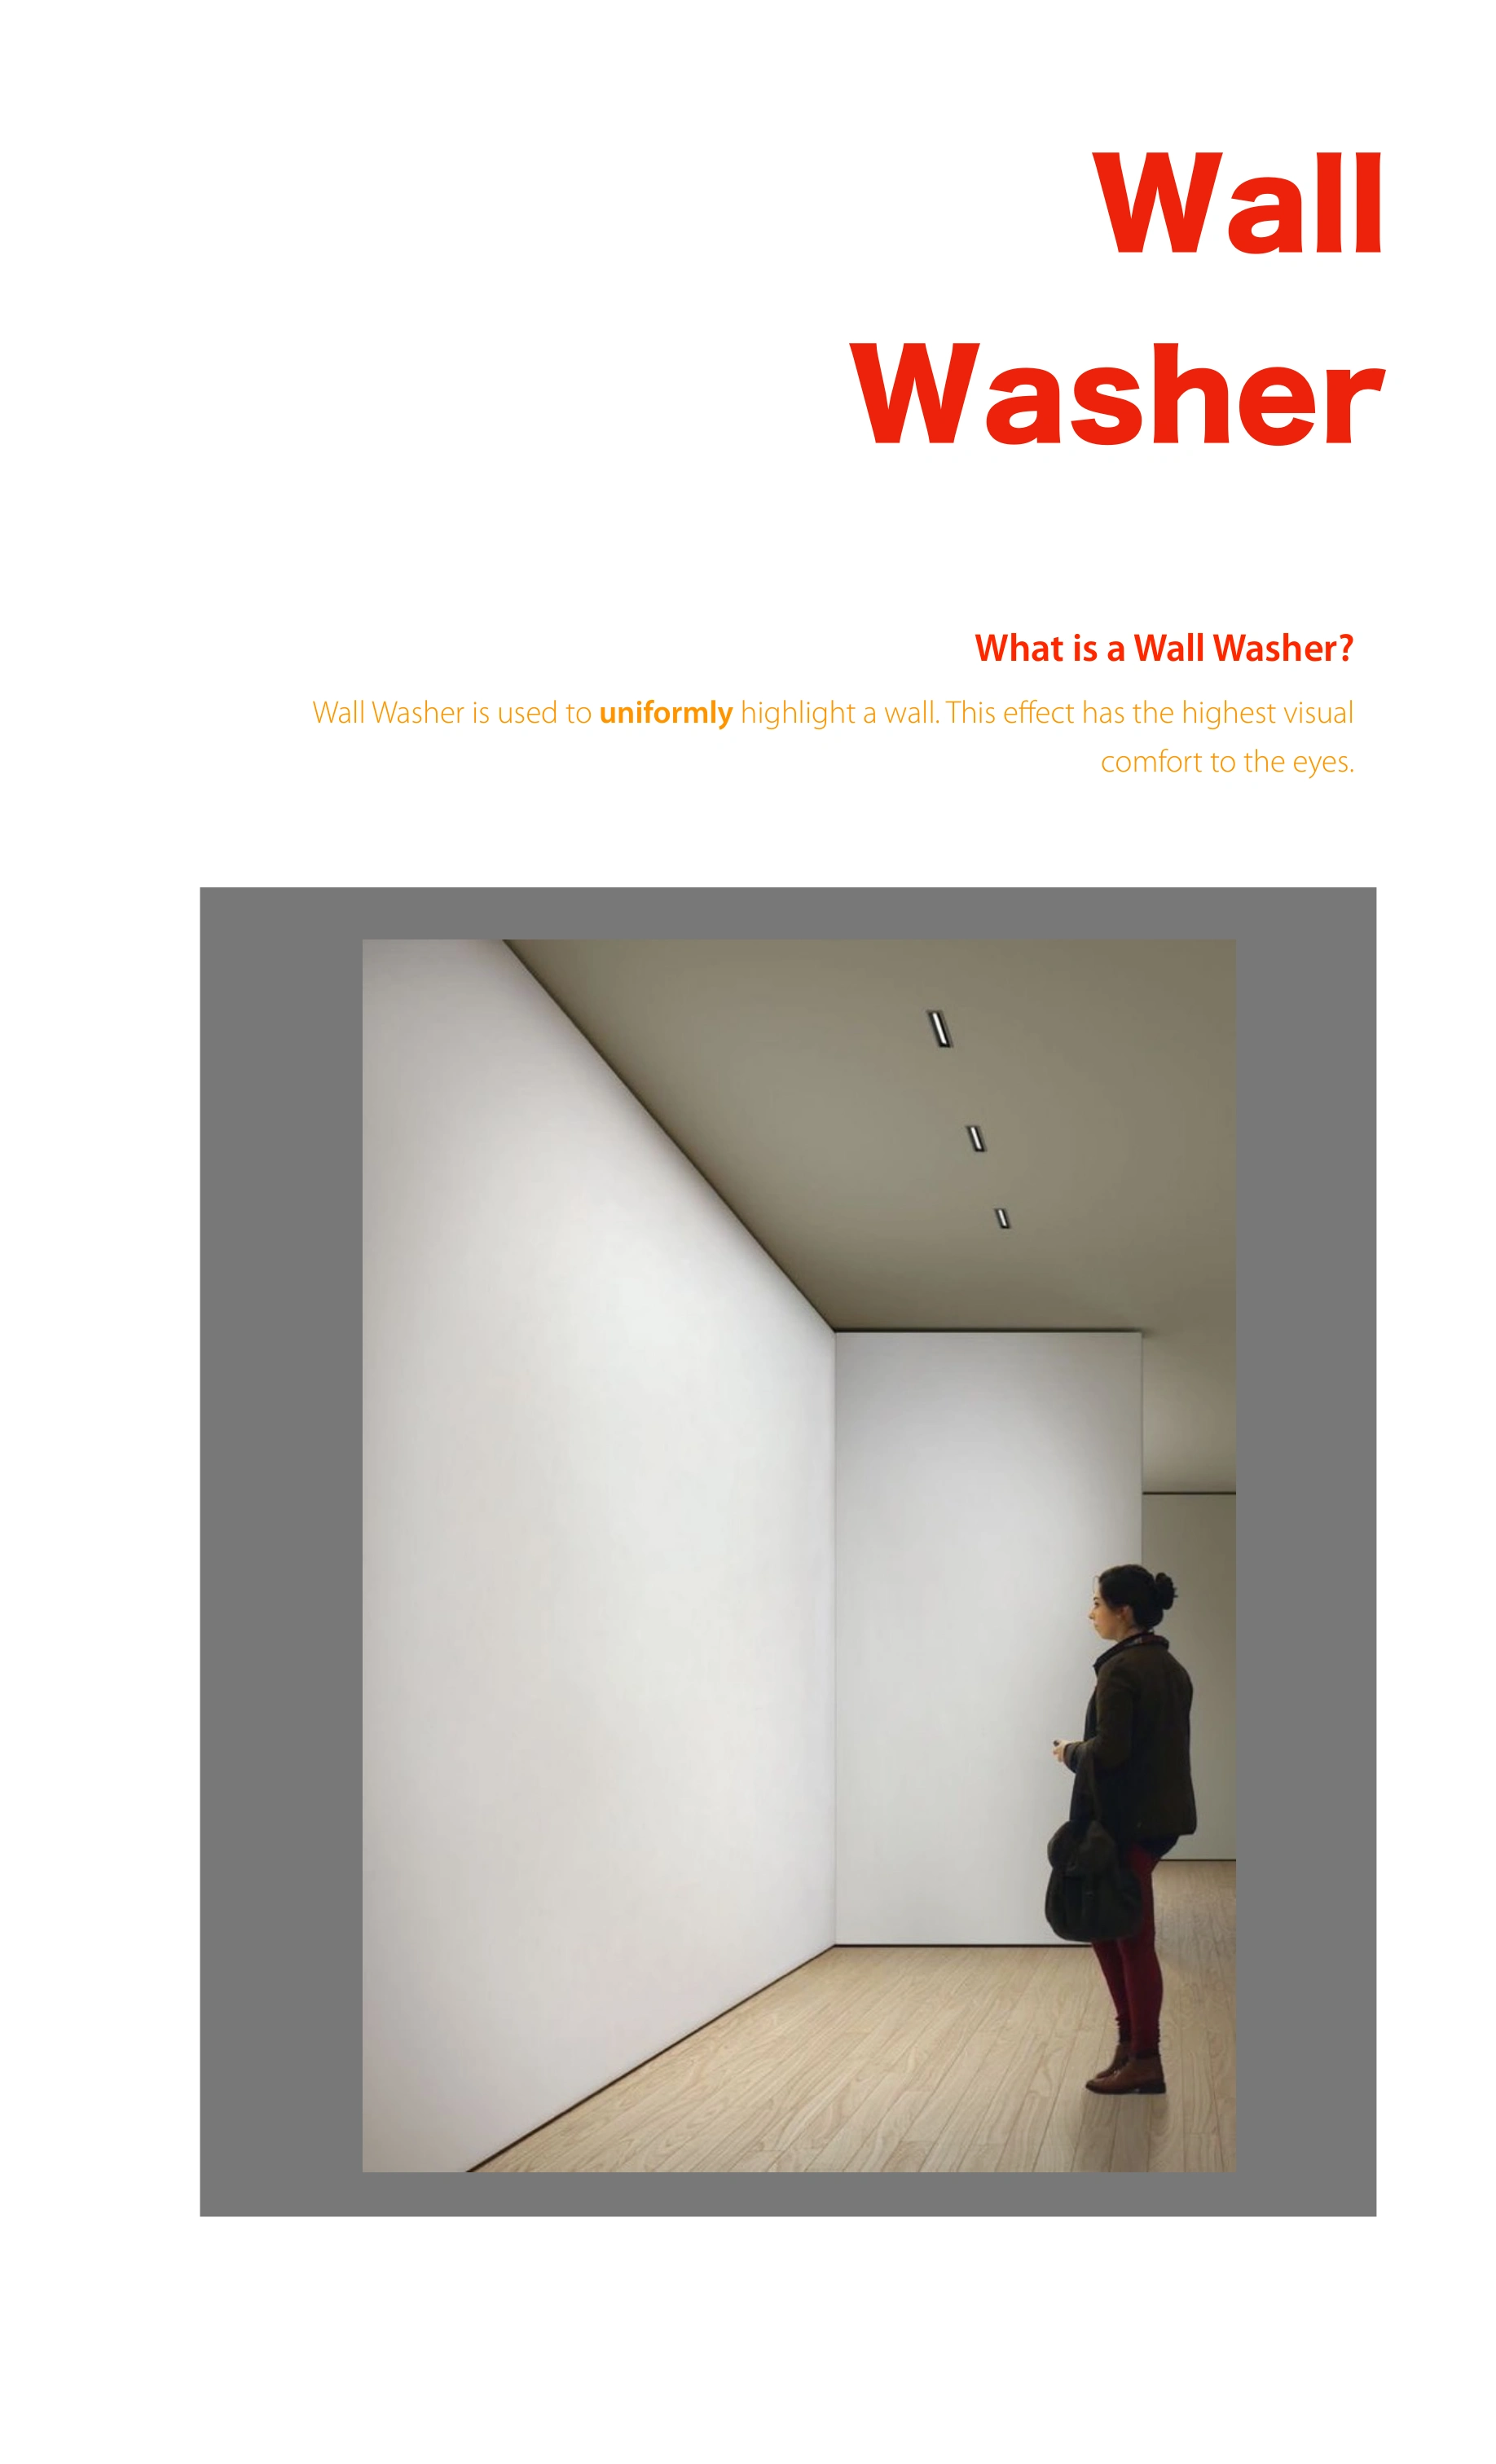 Wall
Washer
What is a Wall Washer?
Wall Washer is used to uniformly highlight a wall. This effect has the highest visual
comfort to the eyes.